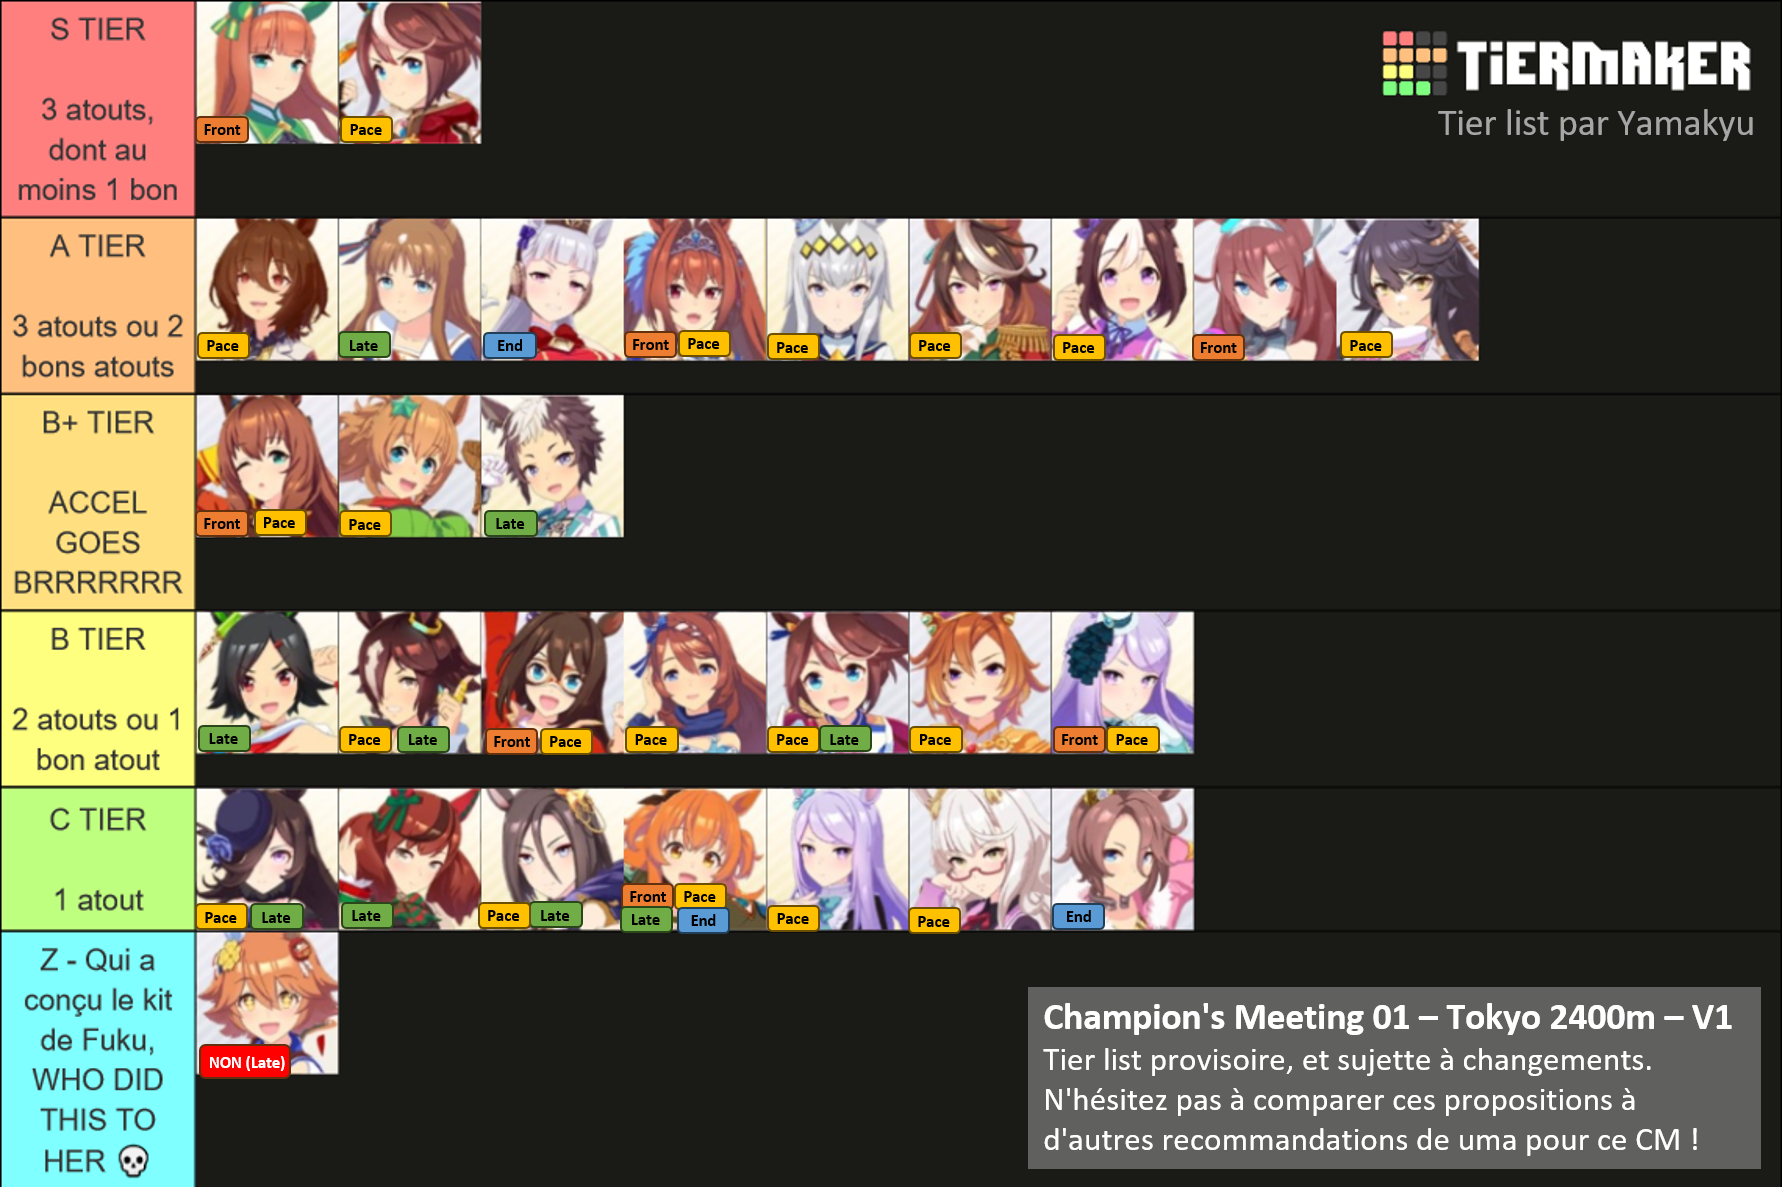 S TIER
3 atouts,
dont au
moins 1 bon
Front
Pace
TiERMAKER
Tier list par Yamakyu
A TIER
3 atouts ou 2
bons atouts
Pace
Late
End
Front
Pace
Pace
Pace
Pace
Front
Pace
B+ TIER
ACCEL
GOES
BRRRRRRR
Front
Pace
Pace
Late
B TIER
2 atouts ou 1
bon atout
Late
Pace
Late
Front
Pace
Pace
Pace
Late
Pace
Front
Pace
C TIER
1 atout
Pace
Late
Late
Pace
Late
Front
Pace
Late
End
Pace
Pace
End
Z - Qui a
conçu le kit
de Fuku,
WHO DID
THIS TO
HER 💀
NON (Late)
Champion's Meeting 01 – Tokyo 2400m – V1
Tier list provisoire, et sujette à changements.
N'hésitez pas à comparer ces propositions à
d'autres recommandations de uma pour ce CM !